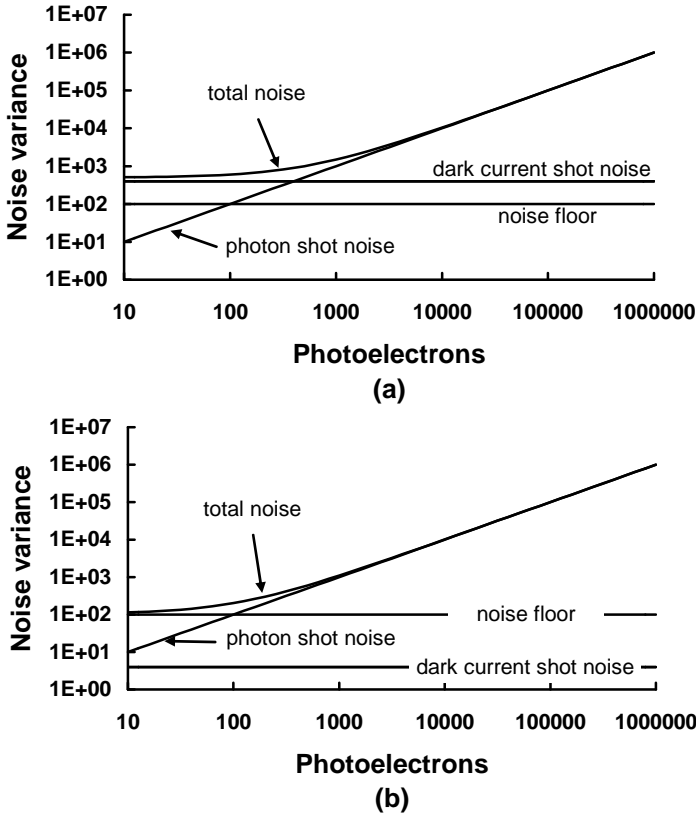 1E+07
1E+06
1E+05
1E+04
1E+03
1E+02
1E+01
1E+00
Noise variance
total noise
dark current shot noise
noise floor
photon shot noise
10 100 1000 10000 100000 1000000
Photoelectrons
(a)
1E+07
1E+06
1E+05
1E+04
1E+03
1E+02
1E+01
1E+00
Noise variance
total noise
noise floor
photon shot noise
dark current shot noise
10 100 1000 10000 100000 1000000
Photoelectrons
(b)